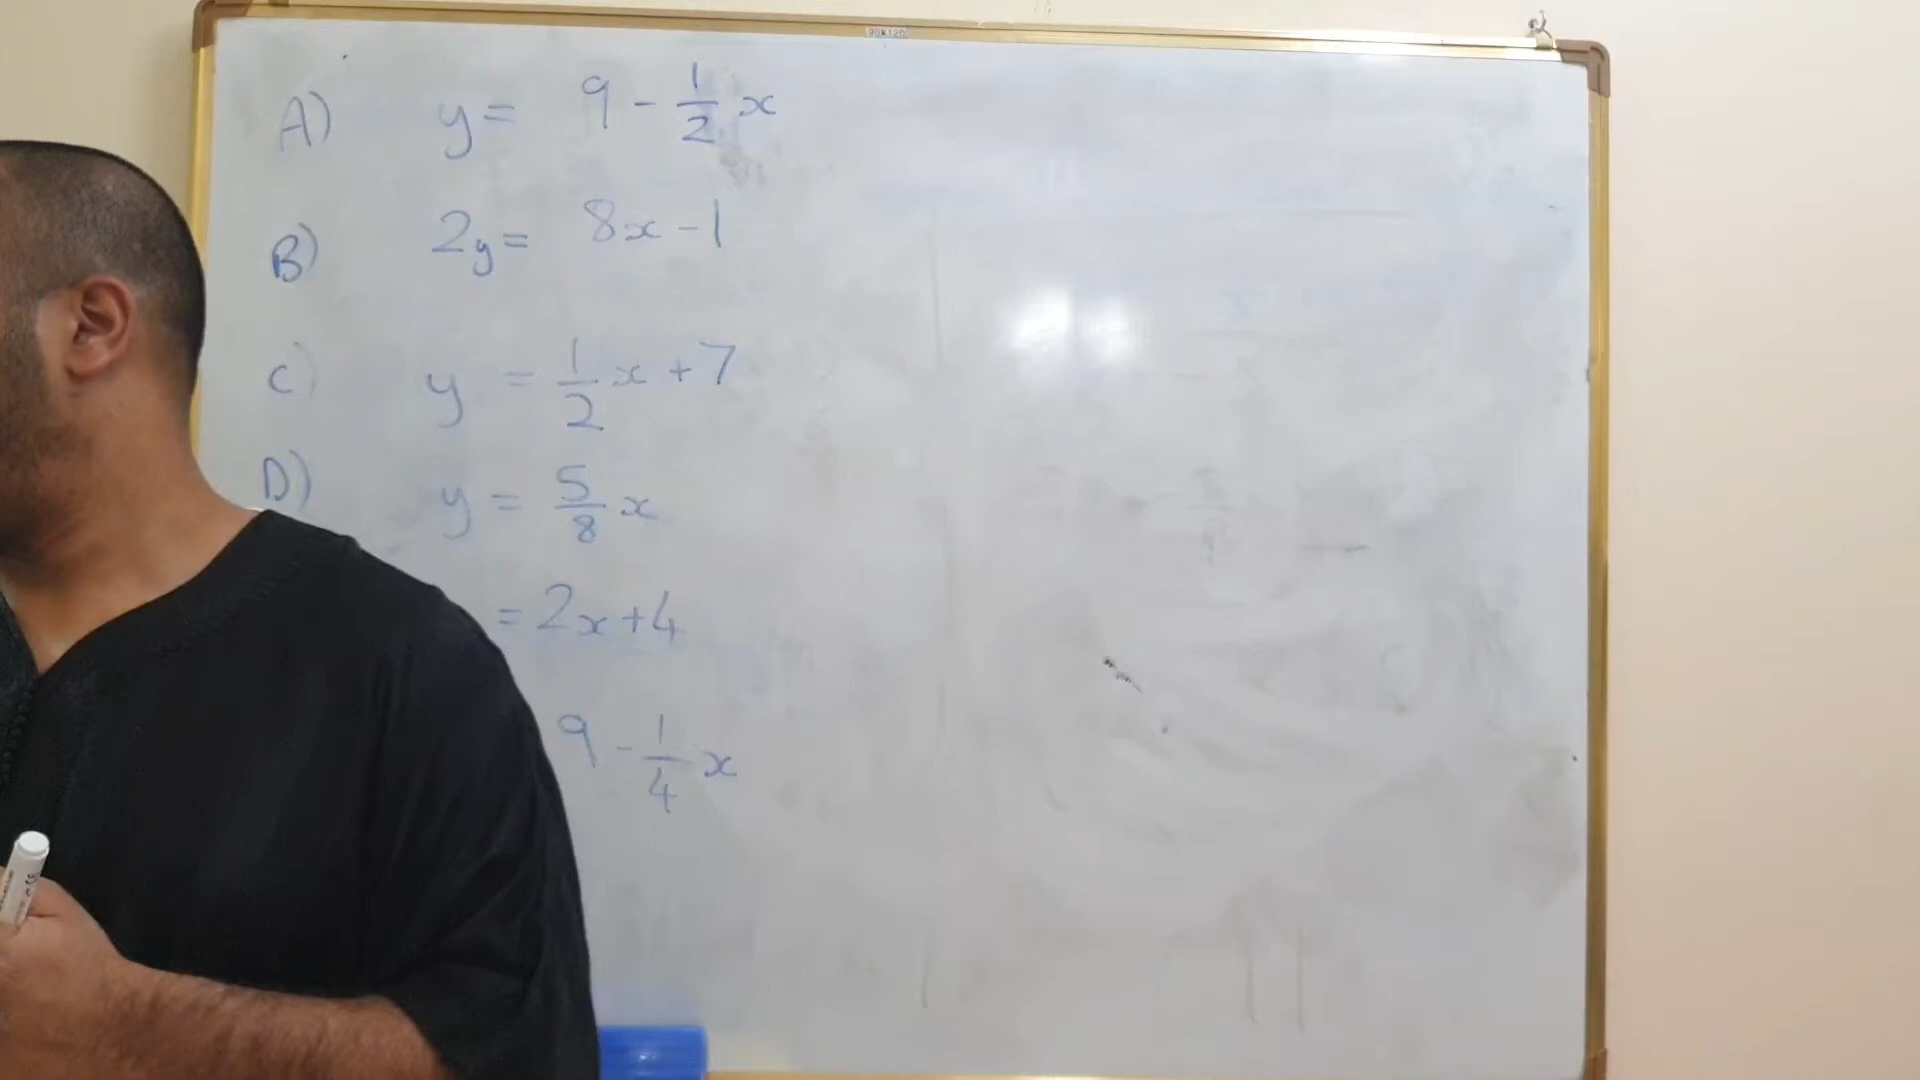 A) y = 9 - 1/2 x
B) 2y = 8x - 1
C) y = 1/2 x + 7
D) y = 5/8 x
= 2x + 4
9 - 1/4 x